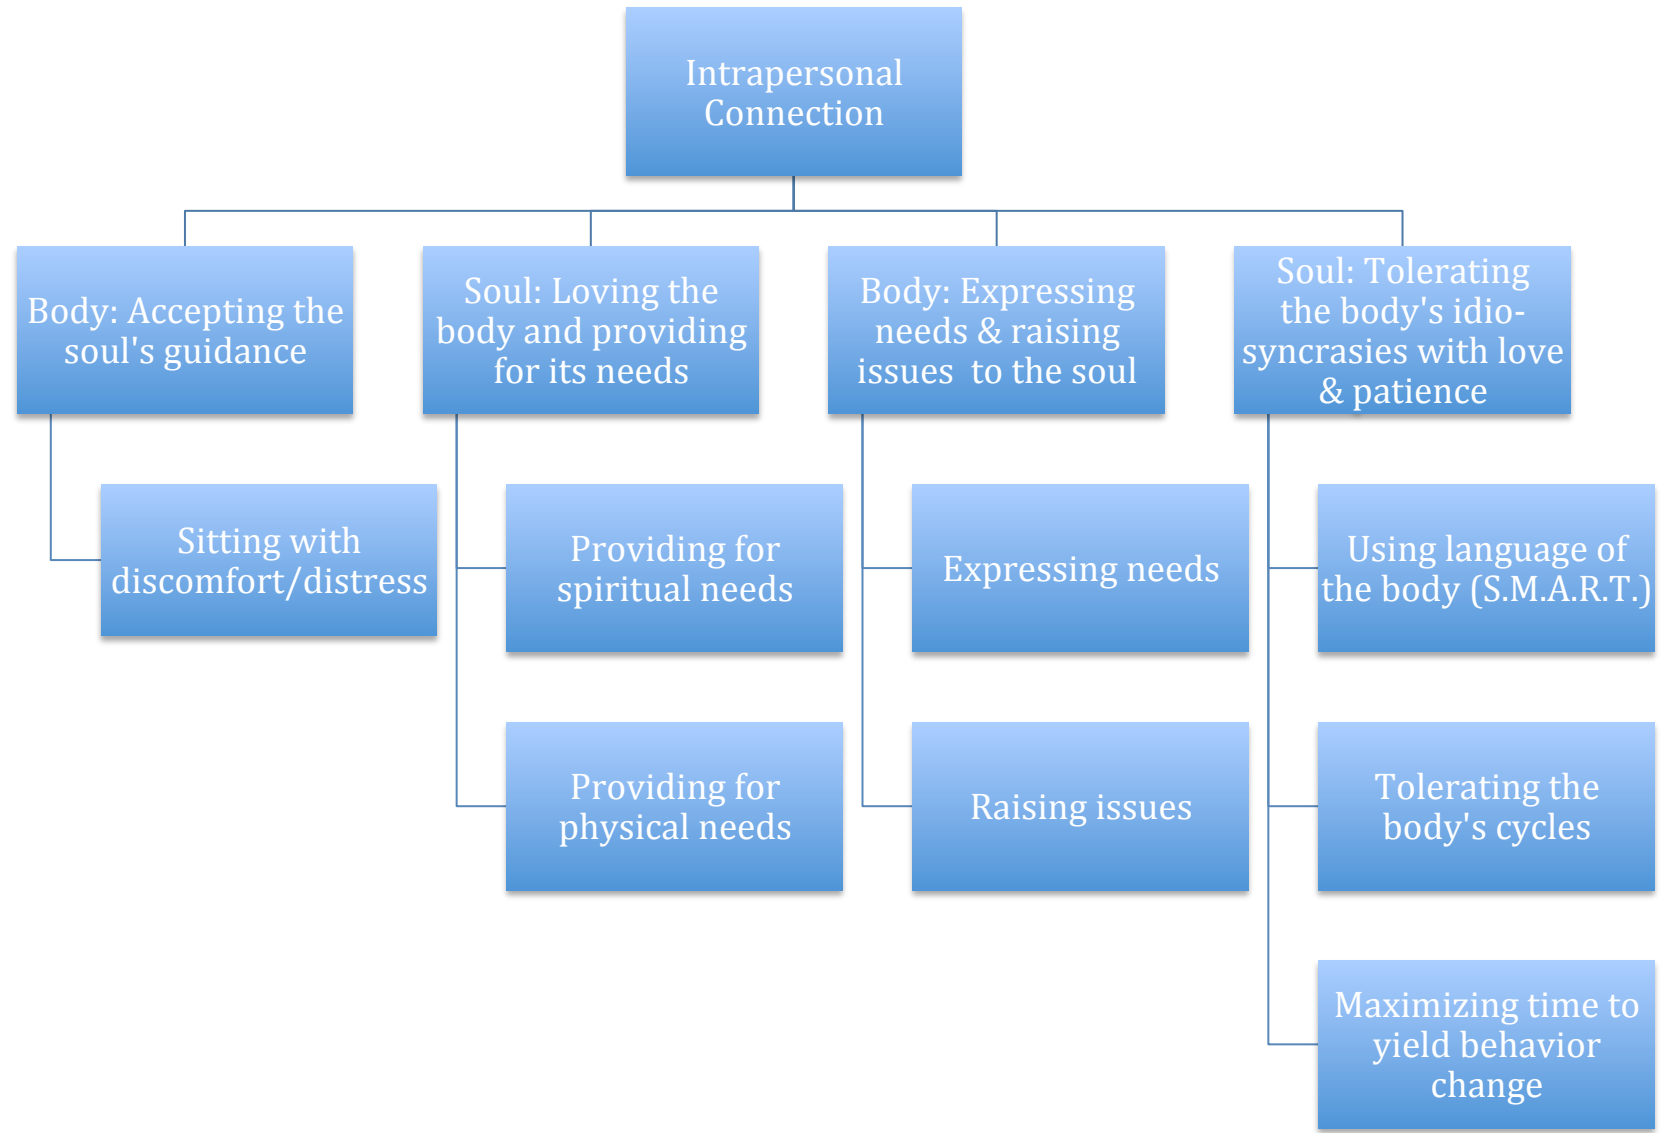 Intrapersonal
Connection
Body: Accepting the
soul's guidance
Soul: Loving the
body and providing
for its needs
Body: Expressing
needs & raising
issues  to the soul
Soul: Tolerating
the body's idio-
syncrasies with love
& patience
Sitting with
discomfort/distress
Providing for
spiritual needs
Expressing needs
Using language of
the body (S.M.A.R.T.)
Providing for
physical needs
Raising issues
Tolerating the
body's cycles
Maximizing time to
yield behavior
change